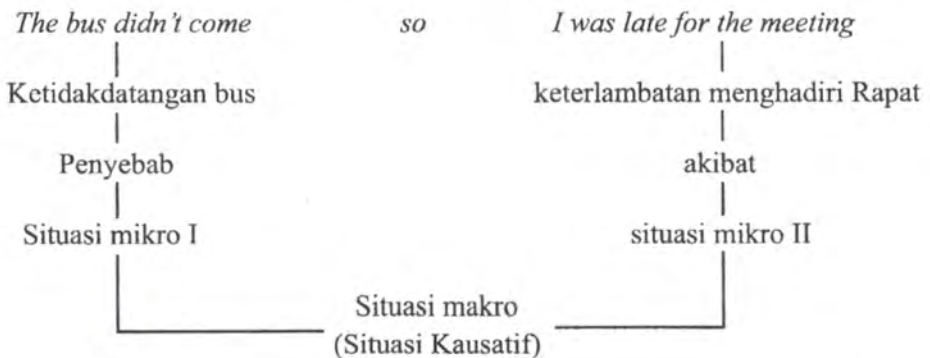 The bus didn't come so I was late for the meeting
Ketidakdatangan bus keterlambatan menghadiri Rapat
Penyebab akibat
Situasi mikro I situasi mikro II
Situasi makro
(Situasi Kausatif)